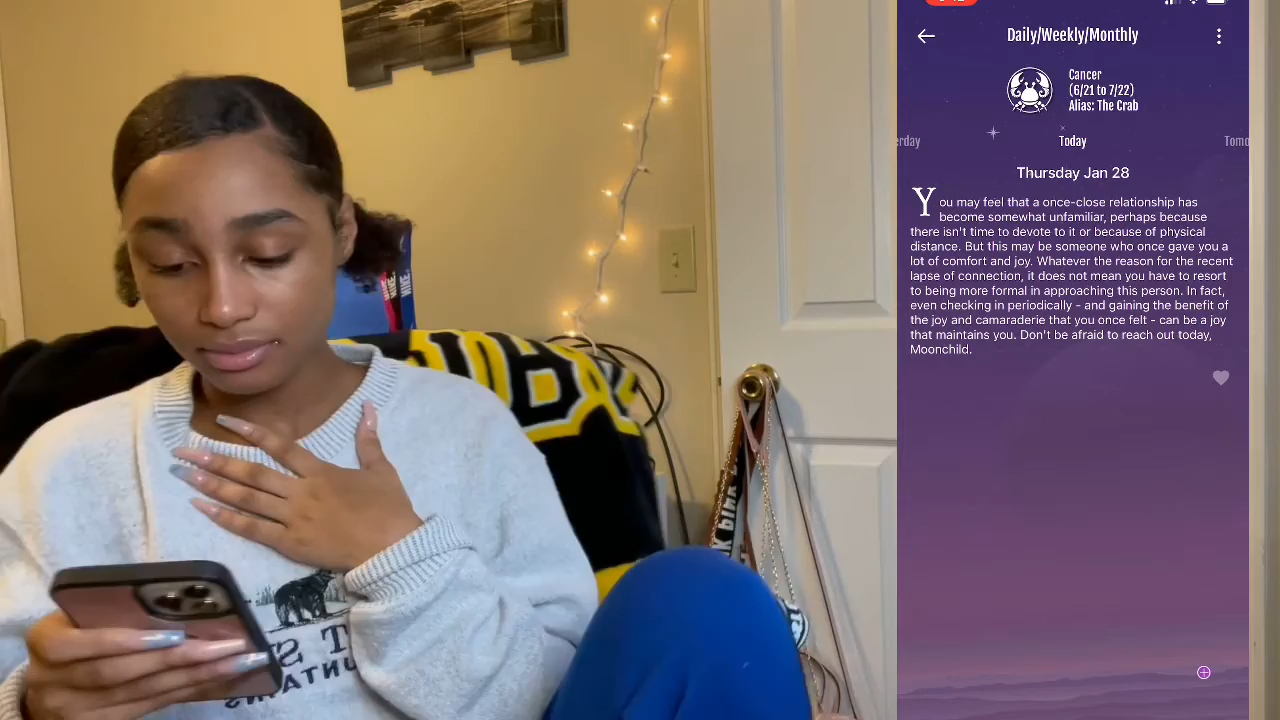 Daily/Weekly/Monthly
Cancer
(6/21 to 7/22)
Alias: The Crab
erday
Today
Tomo
Thursday Jan 28
You may feel that a once-close relationship has
become somewhat unfamiliar, perhaps because
there isn't time to devote to it or because of physical
distance. But this may be someone who once gave you a
lot of comfort and joy. Whatever the reason for the recent
lapse of connection, it does not mean you have to resort
to being more formal in approaching this person. In fact,
even checking in periodically - and gaining the benefit of
the joy and camaraderie that you once felt - can be a joy
that maintains you. Don't be afraid to reach out today,
Moonchild.
NIKE
PINK